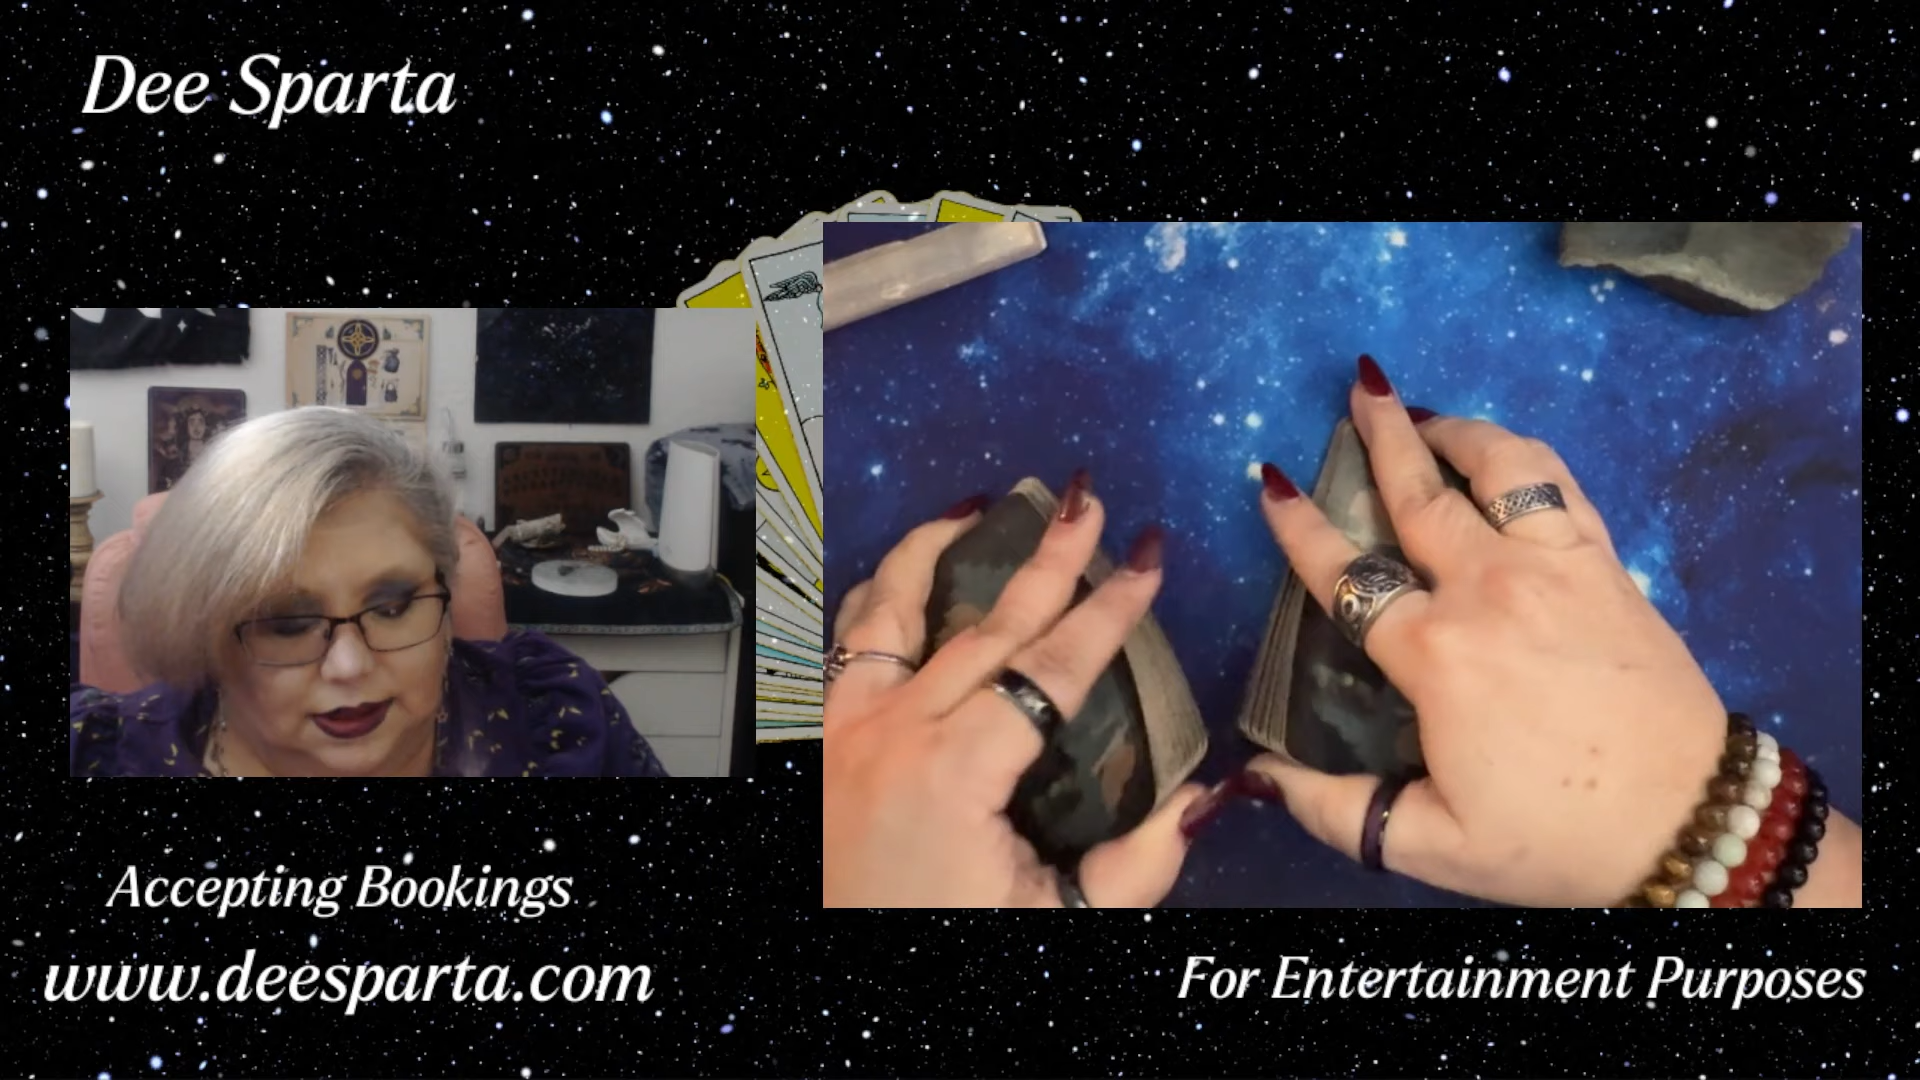 Dee Sparta
Accepting Bookings
www.deesparta.com
For Entertainment Purposes